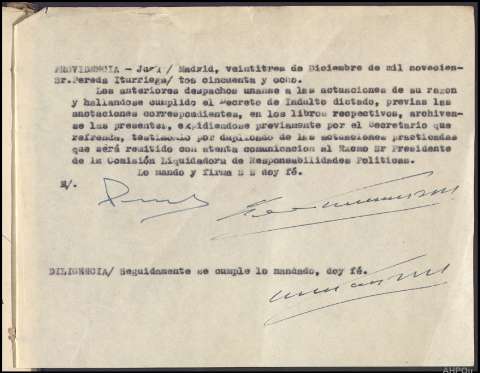 PROVIDENCIA - Juez/ Madrid, veintitres de Diciembre de mil novecien-
Sr.Pereda Iturriega/ tos cincuenta y ocho.
Los anteriores despachos unanse a las actuaciones de su razon
y hallandose cumplido el Decreto de Indulto dictado, previas las
anotaciones correspondientes, en los libros respectivos, archiven-
se las presentes, expidiendose previamente por el Secretario que
refrenda, testimonio por duplicado de las actuaciones practicadas
que será remitido con atenta comunicacion al Excmo Sr Presidente
de la Comisión Liquidadora de Responsabilidades Politicas.
Lo mando y firma S S doy fé.
E/.
DILIGENCIA/ Seguidamente se cumple lo mandado, doy fé.
AHPOu